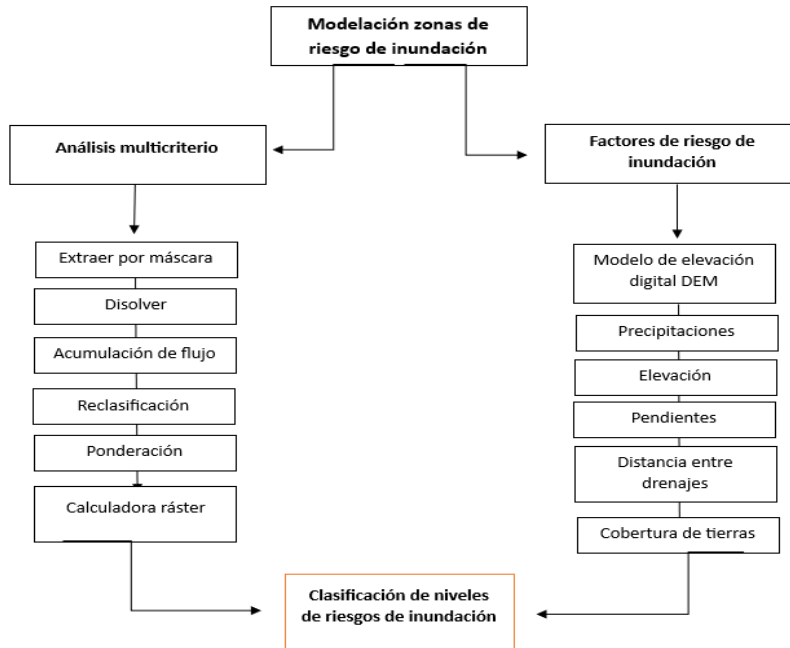 Modelación zonas de
riesgo de inundación
Análisis multicriterio
Extraer por máscara
Disolver
Acumulación de flujo
Reclasificación
Ponderación
Calculadora ráster
Factores de riesgo de
inundación
Modelo de elevación
digital DEM
Precipitaciones
Elevación
Pendientes
Distancia entre
drenajes
Cobertura de tierras
Clasificación de niveles
de riesgos de inundación